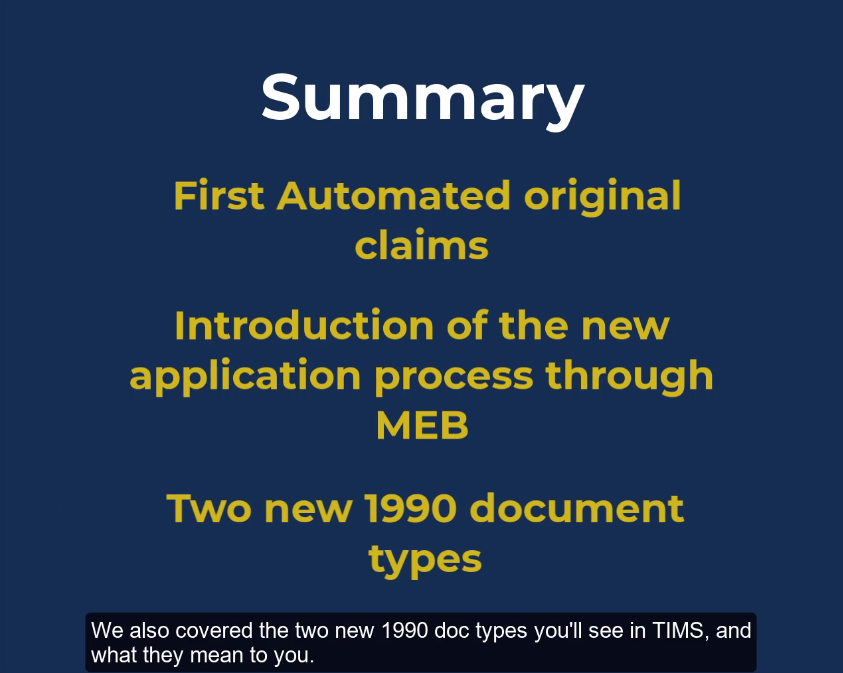 Summary
First Automated original
claims
Introduction of the new
application process through
MEB
Two new 1990 document
types
We also covered the two new 1990 doc types you'll see in TIMS, and
what they mean to you.